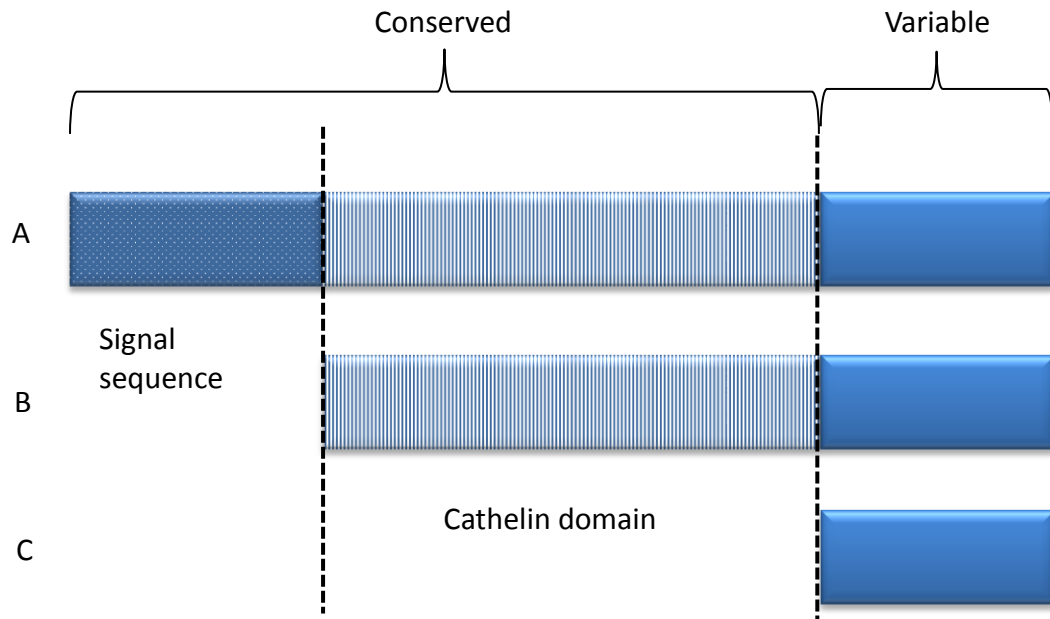 Conserved
Variable
A
Signal
sequence
B
Cathelin domain
C